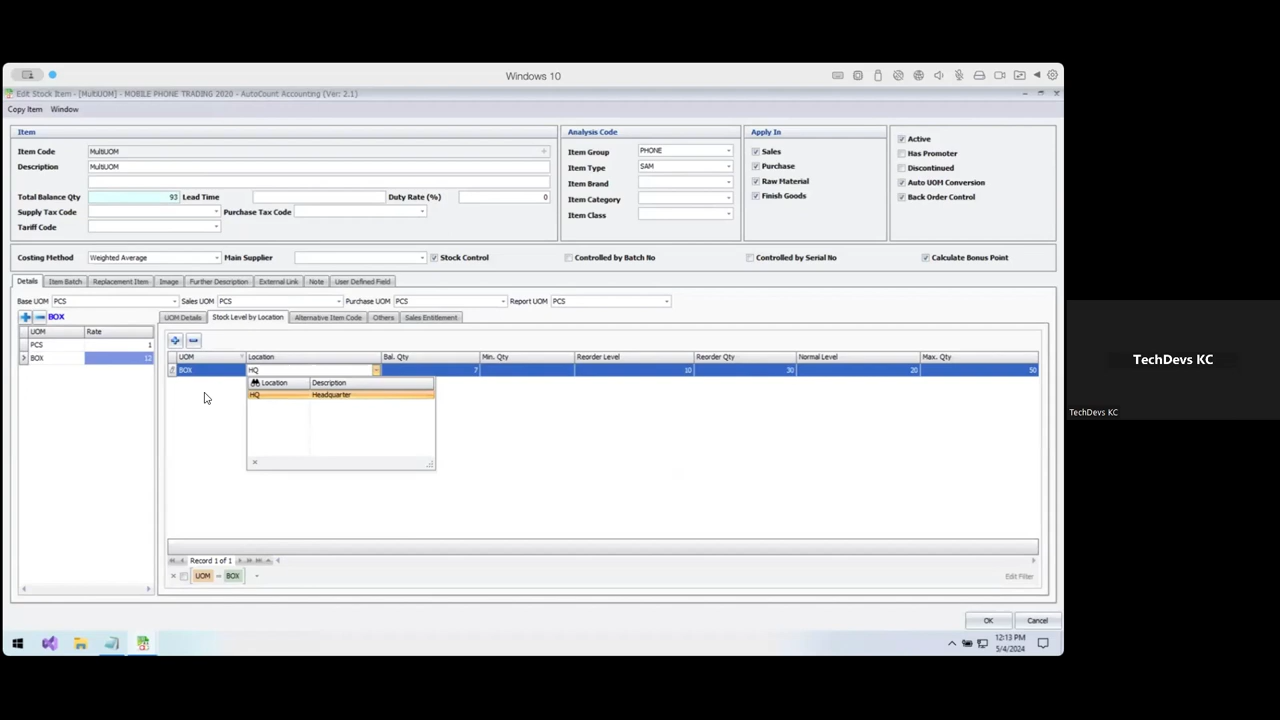 Windows 10
Edit Stock Item - [MultiUOM] - MOBILE PHONE TRADING 2020 - AutoCount Accounting (Ver: 2.1)
Copy Item Window
Item
Item Code MultiUOM
Description MultiUOM
Total Balance Qty 93 Lead Time Duty Rate (%) 0
Supply Tax Code Purchase Tax Code
Tariff Code
Analysis Code
Item Group PHONE
Item Type SAM
Item Brand
Item Category
Item Class
Apply In
Sales
Purchase
Raw Material
Finish Goods
Active
Has Promoter
Discontinued
Auto UOM Conversion
Back Order Control
Costing Method Weighted Average Main Supplier Stock Control Controlled by Batch No Controlled by Serial No Calculate Bonus Point
Details Item Batch Replacement Item Image Further Description External Link Note User Defined Field
Base UOM PCS Sales UOM PCS Purchase UOM PCS Report UOM PCS
BOX
UOM Rate
PCS 1
BOX 12
UOM Details Stock Level by Location Alternative Item Code Others Sales Entitlement
UOM Location Bal. Qty Min. Qty Reorder Level Reorder Qty Normal Level Max. Qty
BOX HQ 7 10 30 20 50
Location Description
HQ Headquarter
Record 1 of 1
UOM = BOX
Edit Filter
OK Cancel
12:13 PM
5/4/2024
TechDevs KC
TechDevs KC